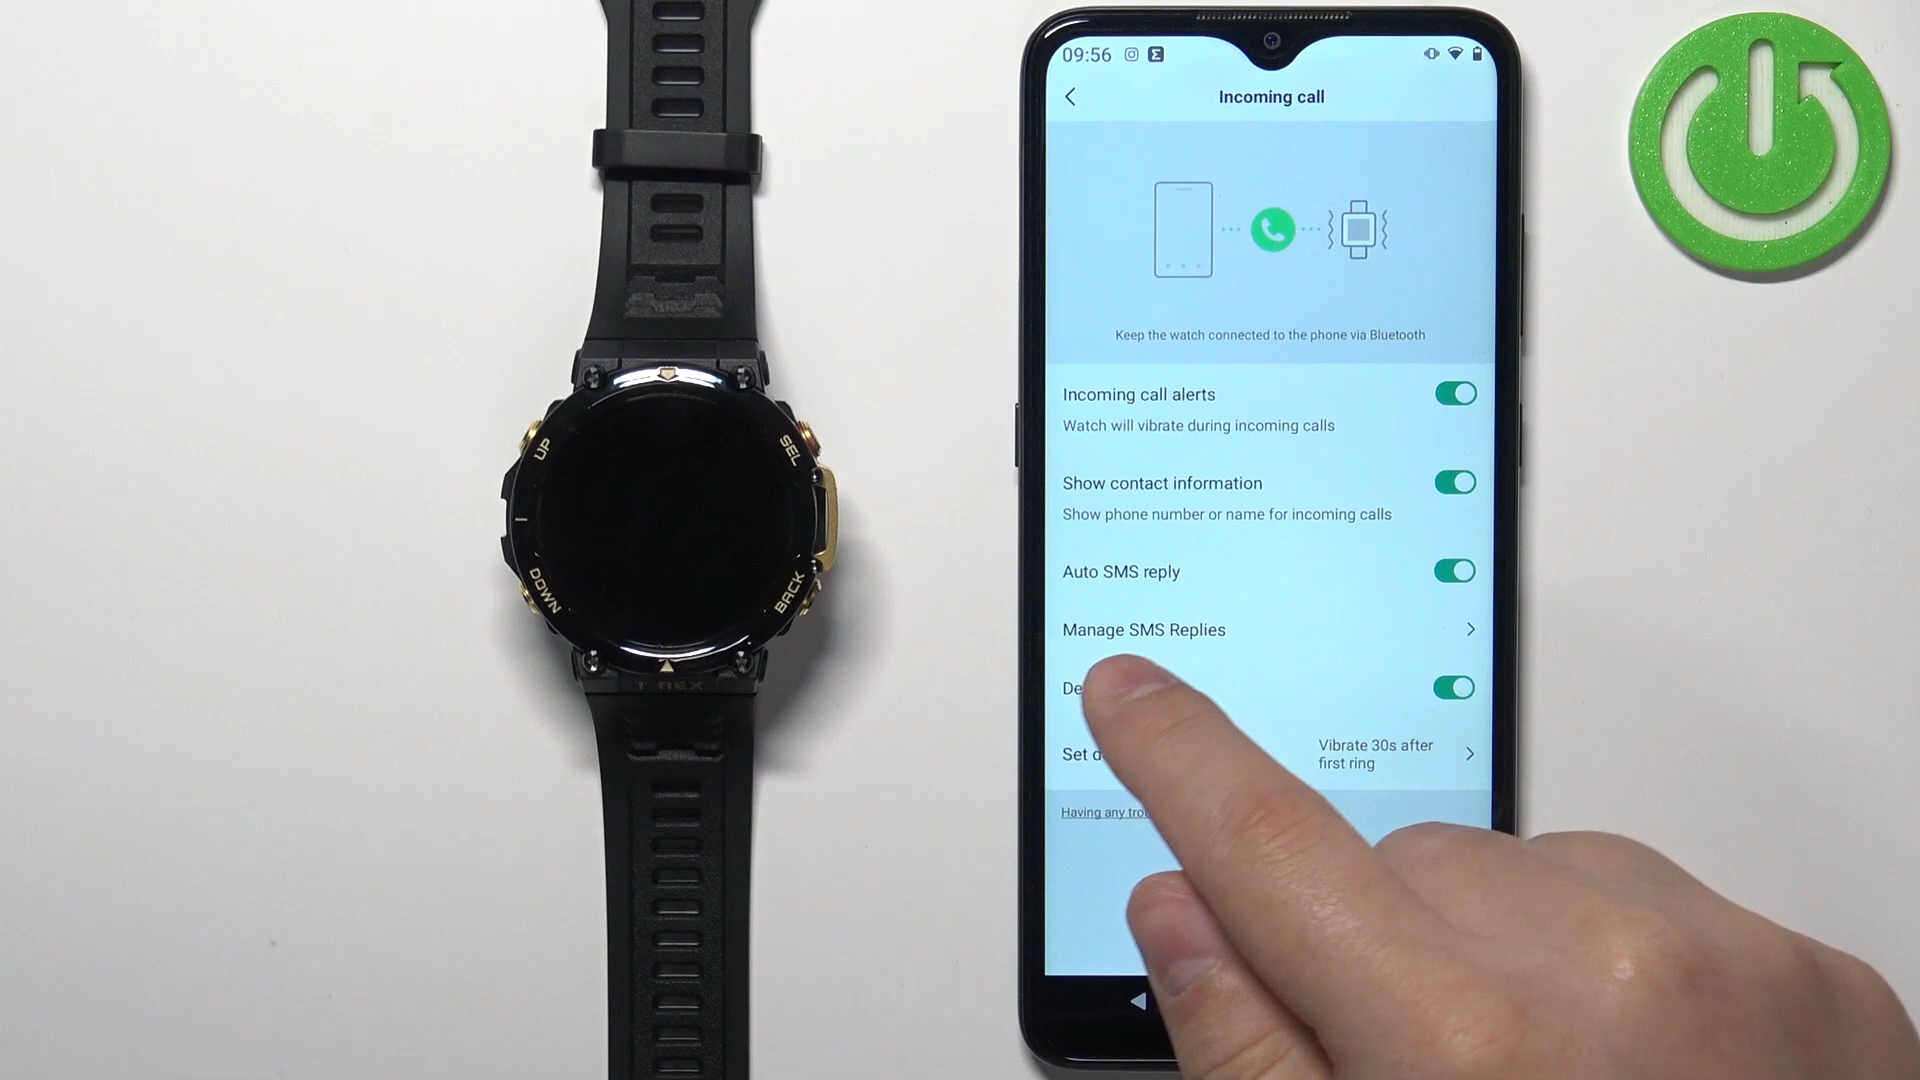 09:56
Incoming call
Keep the watch connected to the phone via Bluetooth
Incoming call alerts
Watch will vibrate during incoming calls
Show contact information
Show phone number or name for incoming calls
Auto SMS reply
Manage SMS Replies
Set
Vibrate 30s after
first ring
Having any
UP
SEL
DOWN
BACK
T-REX